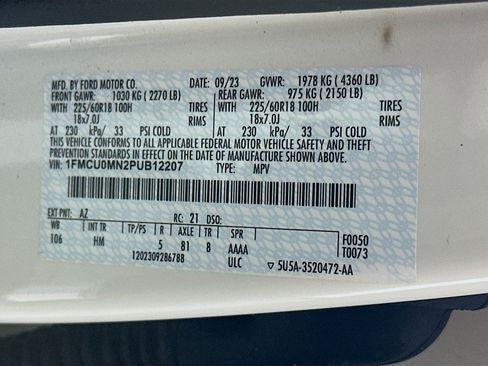 MFD. BY FORD MOTOR CO. 09/23 GVWR: 1978 KG ( 4360 LB)
FRONT GAWR: 1030 KG ( 2270 LB) REAR GAWR: 975 KG ( 2150 LB)
WITH 225/60R18 100H TIRES WITH 225/60R18 100H TIRES
18x7.0J RIMS 18x7.0J RIMS
AT 230 kPa/ 33 PSI COLD AT 230 kPa/ 33 PSI COLD
THIS VEHICLE CONFORMS TO ALL APPLICABLE FEDERAL MOTOR VEHICLE SAFETY, BUMPER, AND THEFT
PREVENTION STANDARDS IN EFFECT ON THE DATE OF MANUFACTURE SHOWN ABOVE.
VIN: 1FMCU0MN2PUB12207 TYPE: MPV
EXT PNT: AZ RC: 21 DSO:
WB INT TR TP/PS R AXLE TR SPR
106 HM 5 81 8 AAAA F0050
T0073
1202309286788 ULC 5U5A-3520472-AA